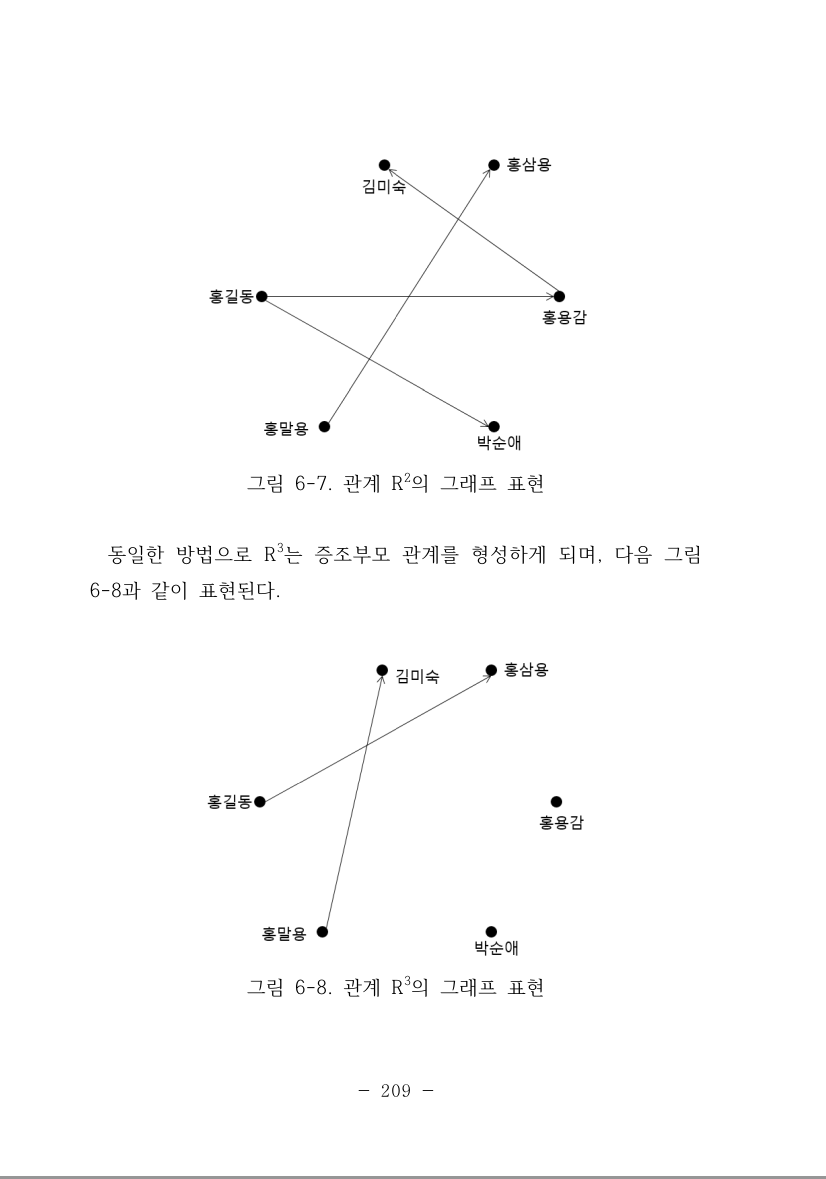 홍삼용
김미숙
홍길동
홍용감
홍말용
박순애
그림 6-7. 관계 R²의 그래프 표현
동일한 방법으로 R³는 증조부모 관계를 형성하게 되며, 다음 그림
6-8과 같이 표현된다.
김미숙
홍삼용
홍길동
홍용감
홍말용
박순애
그림 6-8. 관계 R³의 그래프 표현
- 209 -